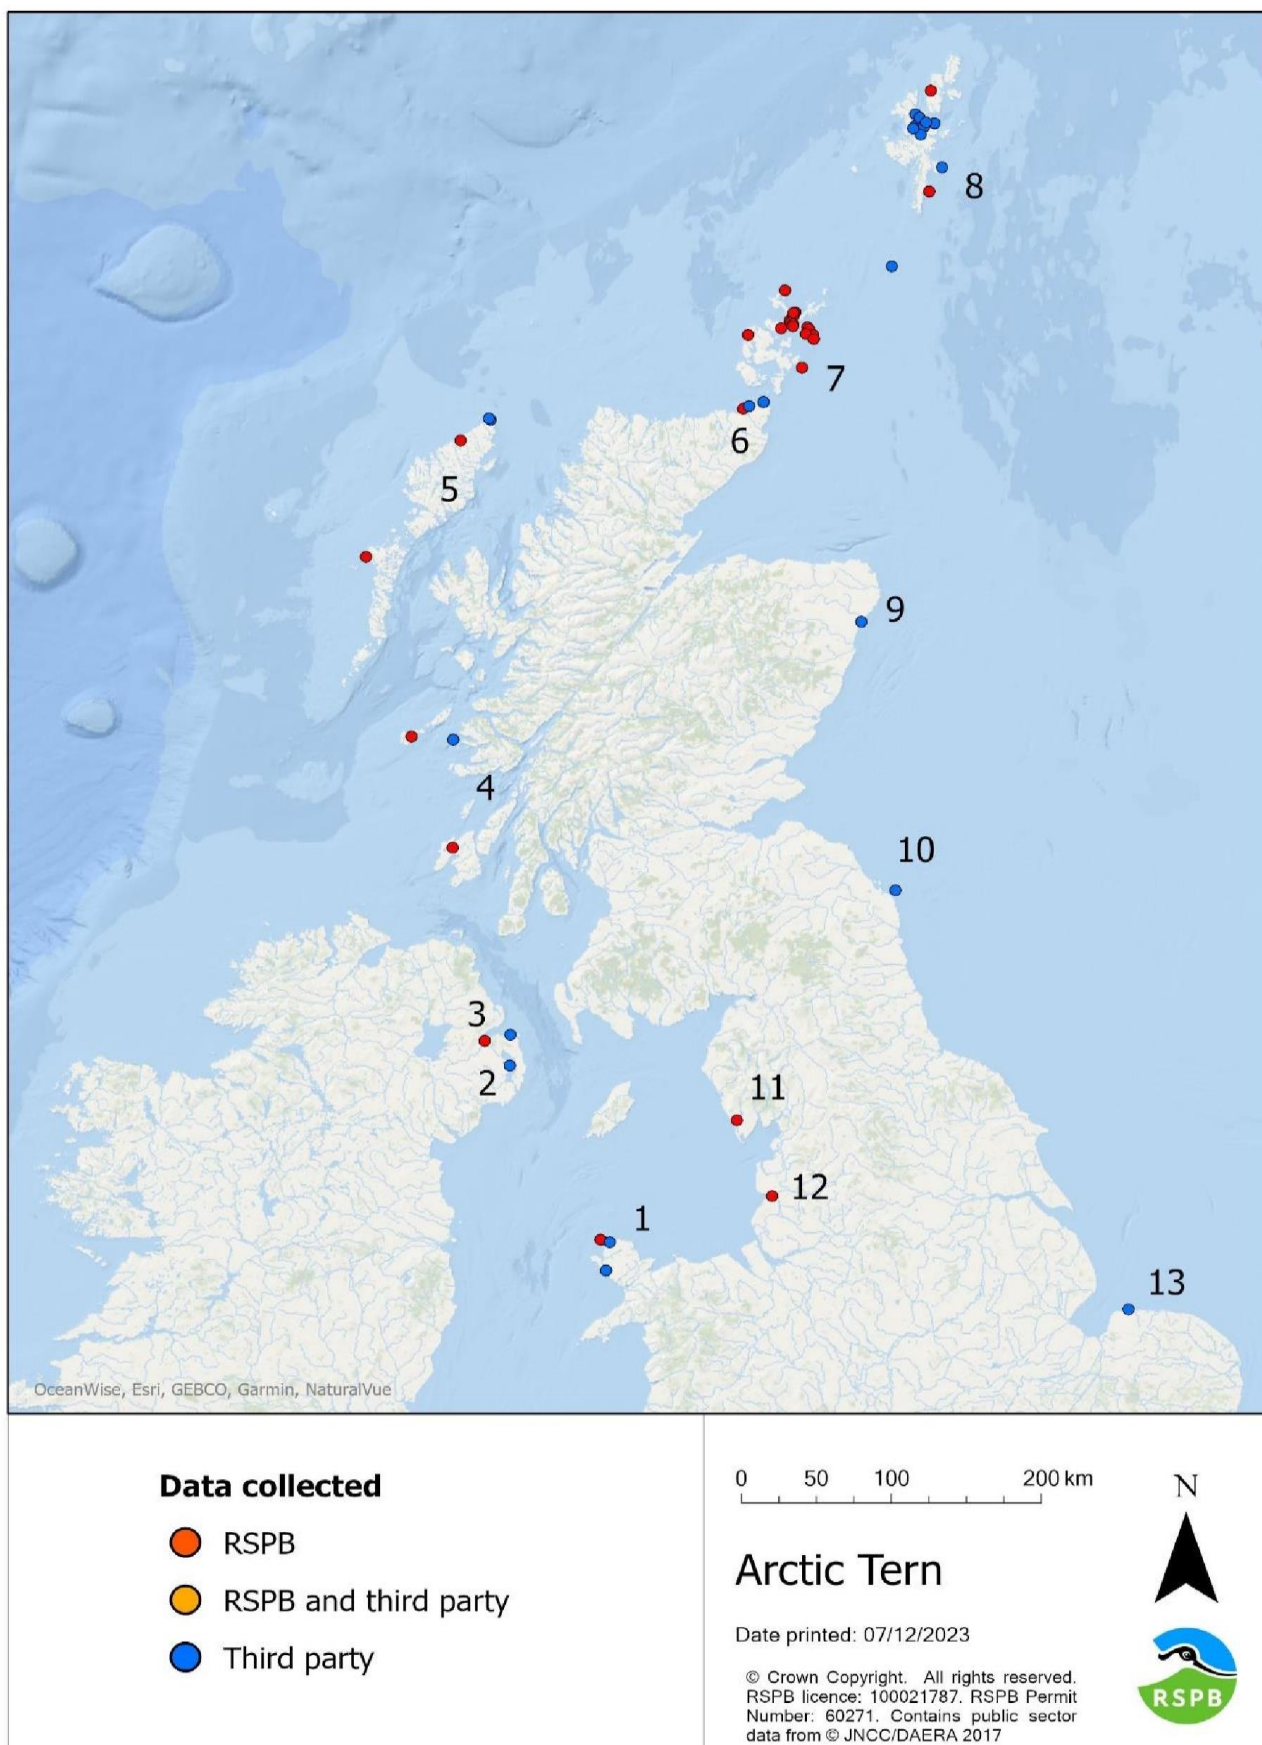 8
7
6
5
9
4
10
3
2
11
12
1
13
OceanWise, Esri, GEBCO, Garmin, NaturalVue
Data collected
RSPB
RSPB and third party
Third party
0 50 100 200 km
N
Arctic Tern
Date printed: 07/12/2023
© Crown Copyright. All rights reserved.
RSPB licence: 100021787. RSPB Permit
Number: 60271. Contains public sector
data from © JNCC/DAERA 2017
RSPB